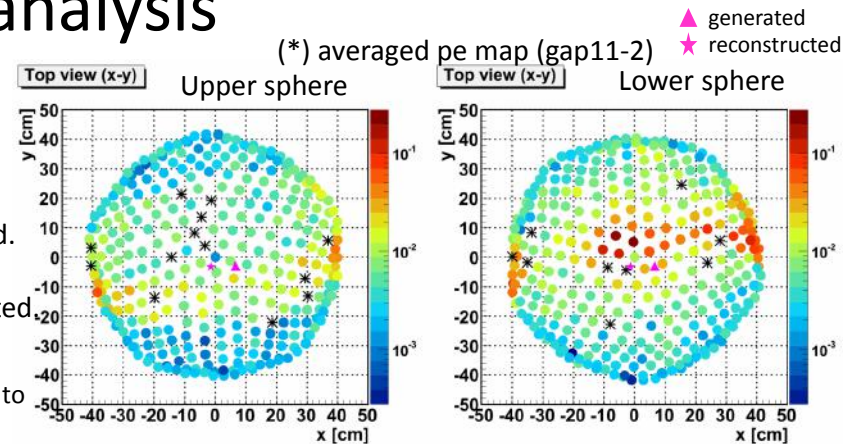 analysis
generated
reconstructed
(*) averaged pe map (gap11-2)
Top view (x-y)
Upper sphere
y [cm]
50
40
30
20
10
0
-10
-20
-30
-40
-50
-50 -40 -30 -20 -10 0 10 20 30 40 50
x [cm]
10-1
10-2
10-3
Top view (x-y)
Lower sphere
y [cm]
50
40
30
20
10
0
-10
-20
-30
-40
-50
-50 -40 -30 -20 -10 0 10 20 30 40 50
x [cm]
10-1
10-2
10-3
to